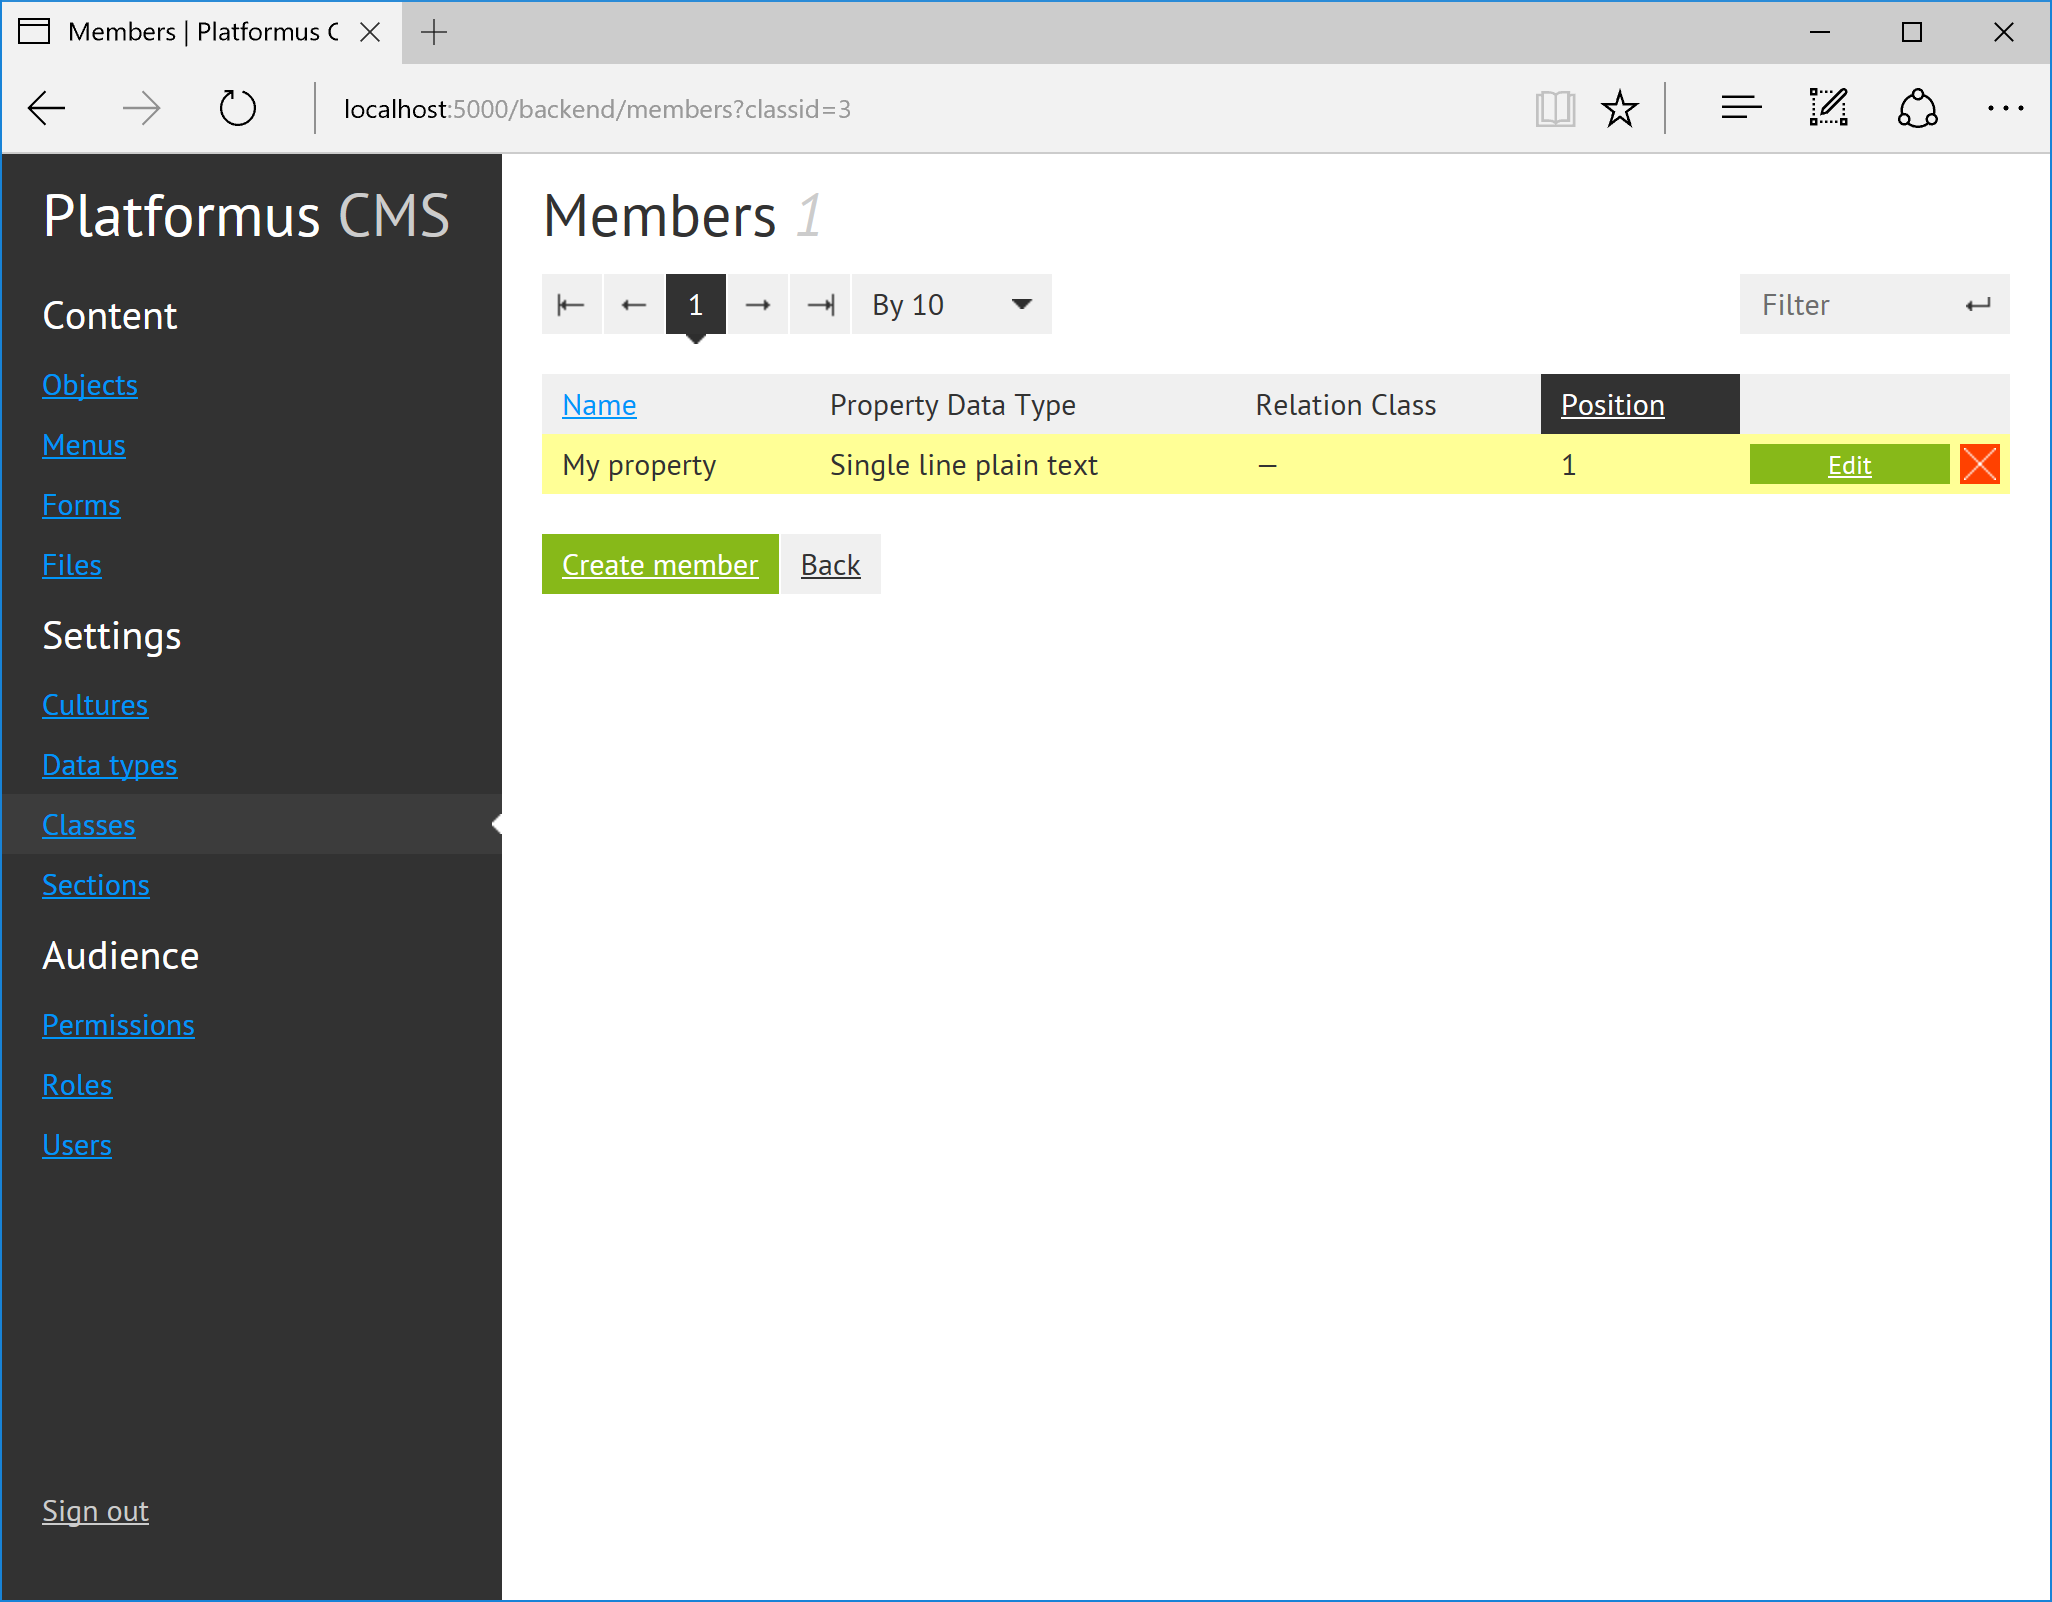 Members | Platformus C
localhost:5000/backend/members?classid=3
Platformus CMS
Content
Objects
Menus
Forms
Files
Settings
Cultures
Data types
Classes
Sections
Audience
Permissions
Roles
Users
Sign out
Members 1
1 By 10 Filter
Name Property Data Type Relation Class Position
My property Single line plain text — 1 Edit
Create member Back